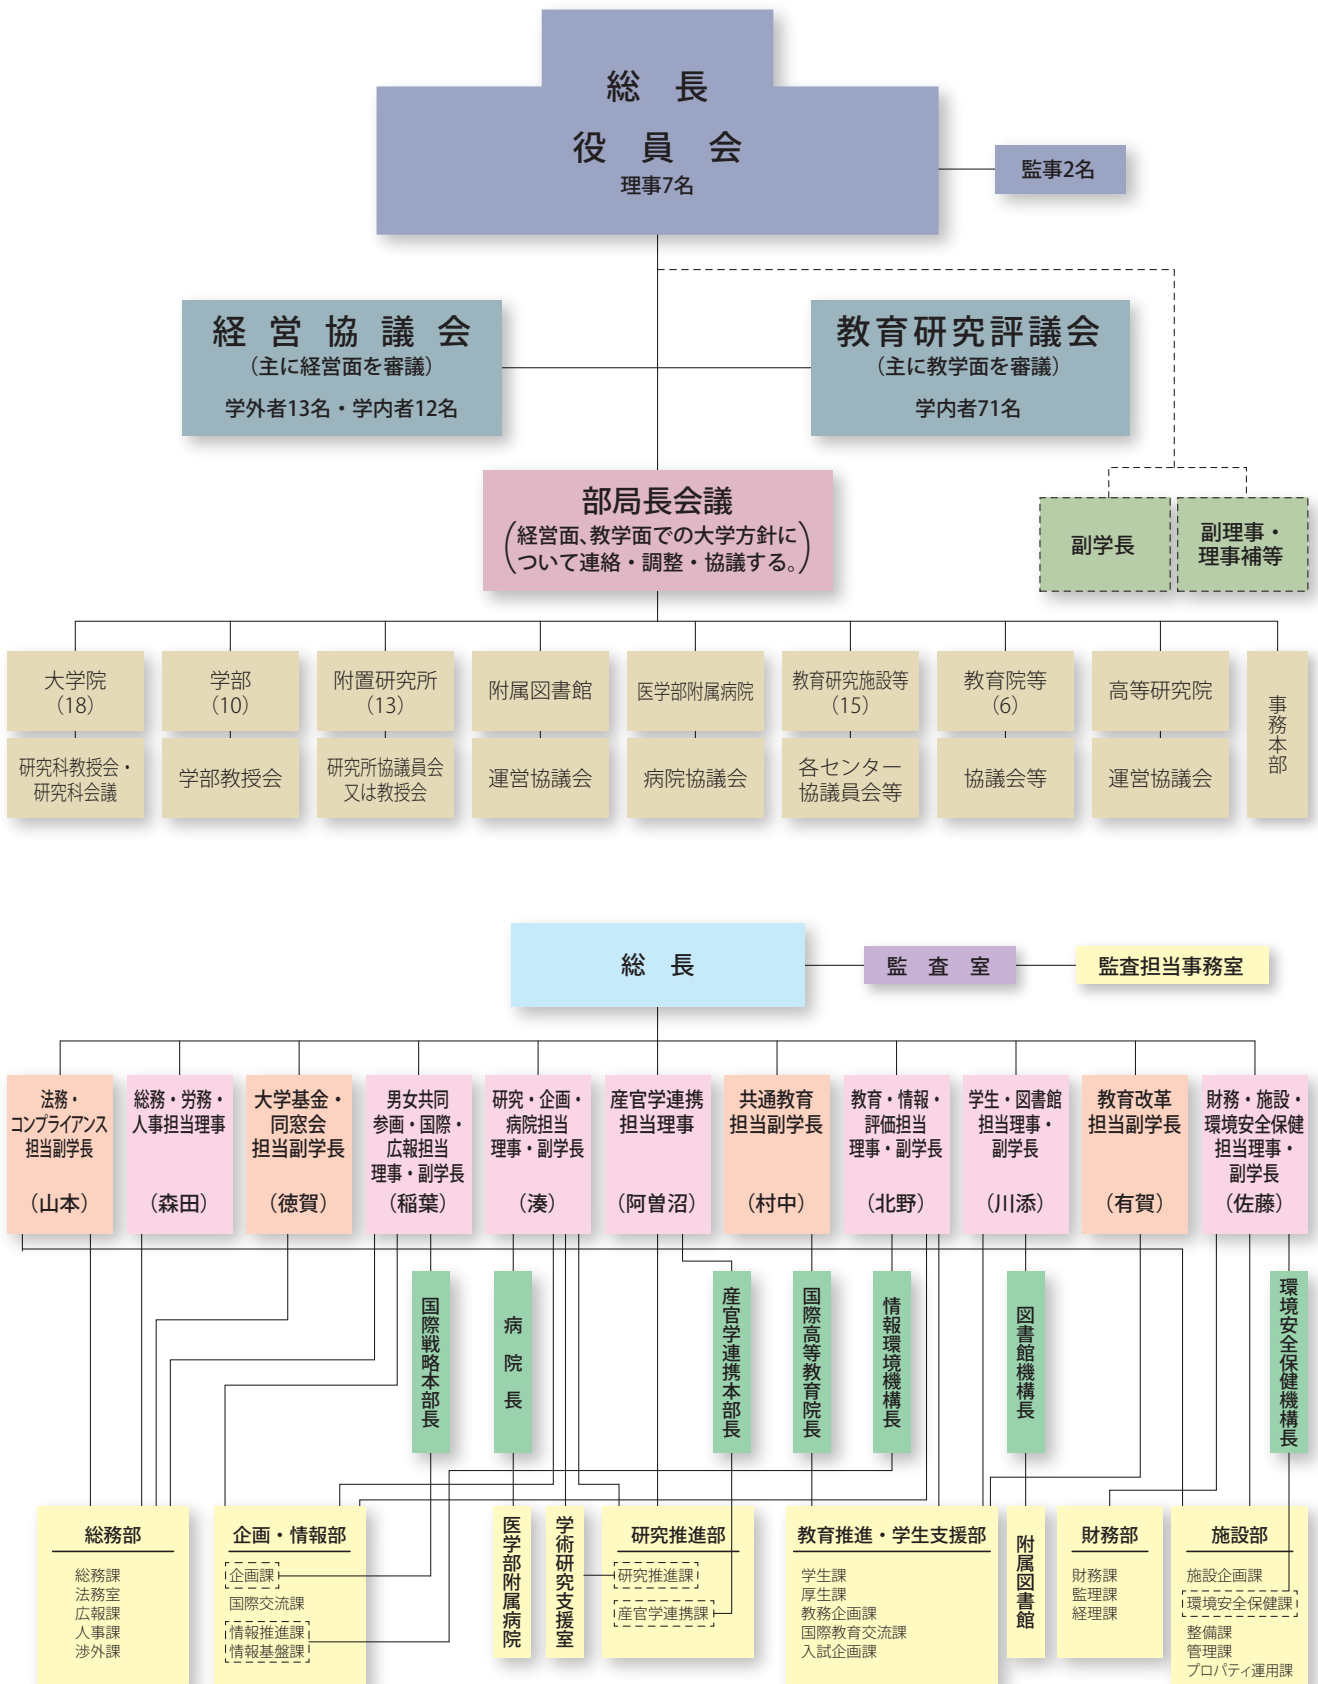 総 長
役 員 会
理事7名
監事2名
経営協議会
(主に経営面を審議)
学外者13名・学内者12名
教育研究評議会
(主に教学面を審議)
学内者71名
部局長会議
(経営面、教学面での大学方針に
ついて連絡・調整・協議する。)
副学長
副理事・
理事補等
大学院
(18)
学部
(10)
附置研究所
(13)
附属図書館
医学部附属病院
教育研究施設等
(15)
教育院等
(6)
高等研究院
事務本部
研究科教授会・
研究科会議
学部教授会
研究所協議員会
又は教授会
運営協議会
病院協議会
各センター
協議員会等
協議会等
運営協議会
総 長
監 査 室
監査担当事務室
法務・
コンプライアンス
担当副学長
(山本)
総務・労務・
人事担当理事
(森田)
大学基金・
同窓会
担当副学長
(徳賀)
男女共同
参画・国際・
広報担当
理事・副学長
(稲葉)
研究・企画・
病院担当
理事・副学長
(湊)
産官学連携
担当理事
(阿曽沼)
共通教育
担当副学長
(村中)
教育・情報・
評価担当
理事・副学長
(北野)
学生・図書館
担当理事・
副学長
(川添)
教育改革
担当副学長
(有賀)
財務・施設・
環境安全保健
担当理事・
副学長
(佐藤)
国際戦略本部長
病院長
産官学連携本部長
国際高等教育院長
情報環境機構長
図書館機構長
環境安全保健機構長
総務部
総務課
法務室
広報課
人事課
渉外課
企画・情報部
企画課
国際交流課
情報推進課
情報基盤課
医学部附属病院
学術研究支援室
研究推進部
研究推進課
産官学連携課
教育推進・学生支援部
学生課
厚生課
教務企画課
国際教育交流課
入試企画課
附属図書館
財務部
財務課
監理課
経理課
施設部
施設企画課
環境安全保健課
整備課
管理課
プロパティ運用課